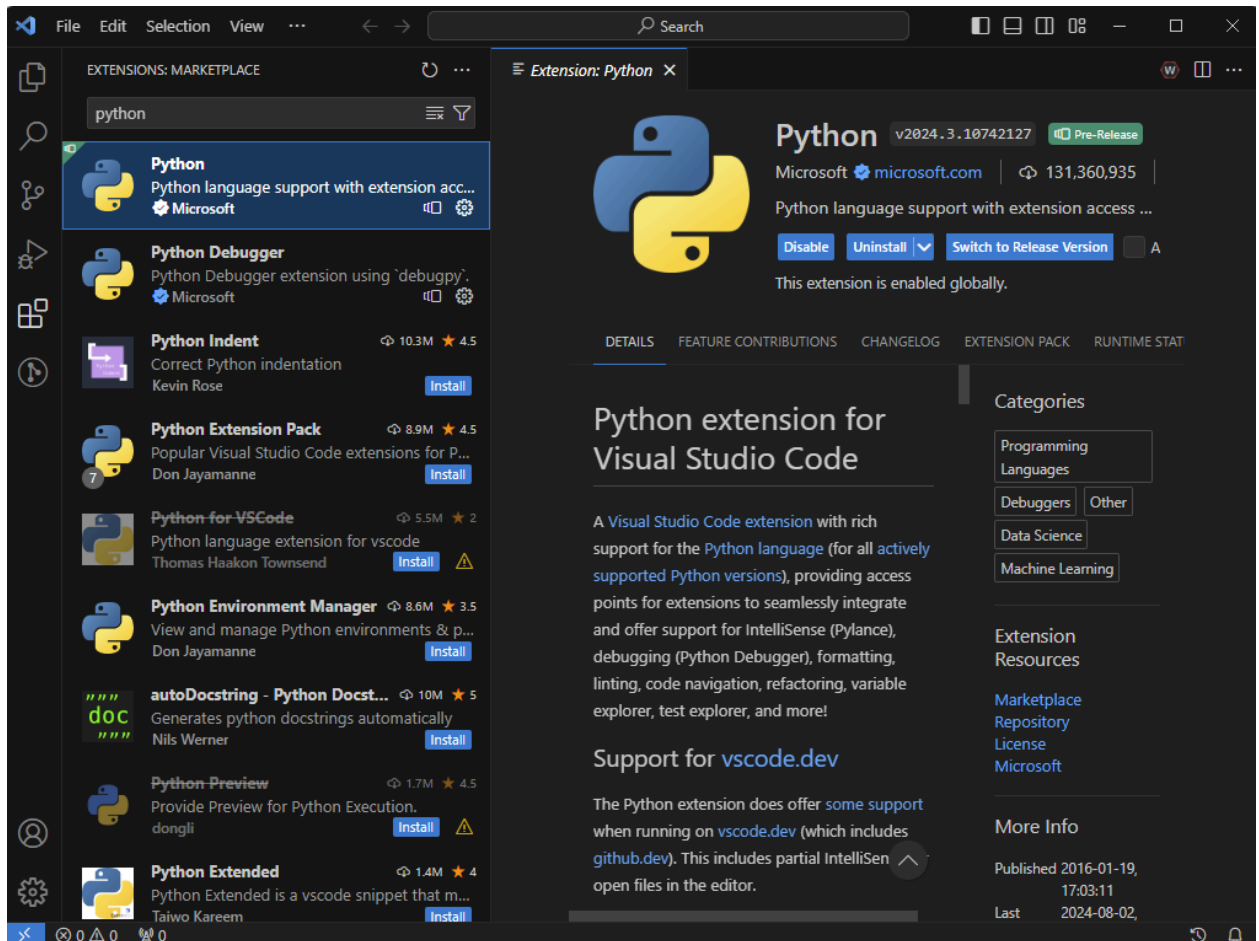 File Edit Selection View ··· Search
EXTENSIONS: MARKETPLACE
python
Python
Python language support with extension acc...
Microsoft
Python Debugger
Python Debugger extension using `debugpy`.
Microsoft
Python Indent 10.3M 4.5
Correct Python indentation
Kevin Rose Install
Python Extension Pack 8.9M 4.5
Popular Visual Studio Code extensions for P...
Don Jayamanne Install
7
Python for VSCode 5.5M 2
Python language extension for vscode
Thomas Haakon Townsend Install
Python Environment Manager 8.6M 3.5
View and manage Python environments & p...
Don Jayamanne Install
autoDocstring - Python Docst... 10M 5
Generates python docstrings automatically
Nils Werner Install
"""
doc
"""
Python Preview 1.7M 4.5
Provide Preview for Python Execution.
dongli Install
Python Extended 1.4M 4
Python Extended is a vscode snippet that m...
Taiwo Kareem Install
Extension: Python
W
Python v2024.3.10742127 Pre-Release
Microsoft microsoft.com 131,360,935
Python language support with extension access ...
Disable Uninstall Switch to Release Version A
This extension is enabled globally.
DETAILS FEATURE CONTRIBUTIONS CHANGELOG EXTENSION PACK RUNTIME STAT
Python extension for
Visual Studio Code
A Visual Studio Code extension with rich
support for the Python language (for all actively
supported Python versions), providing access
points for extensions to seamlessly integrate
and offer support for IntelliSense (Pylance),
debugging (Python Debugger), formatting,
linting, code navigation, refactoring, variable
explorer, test explorer, and more!
Support for vscode.dev
The Python extension does offer some support
when running on vscode.dev (which includes
github.dev). This includes partial IntelliSen
open files in the editor.
Categories
Programming
Languages
Debuggers Other
Data Science
Machine Learning
Extension
Resources
Marketplace
Repository
License
Microsoft
More Info
Published 2016-01-19,
17:03:11
Last 2024-08-02,
0 0 0